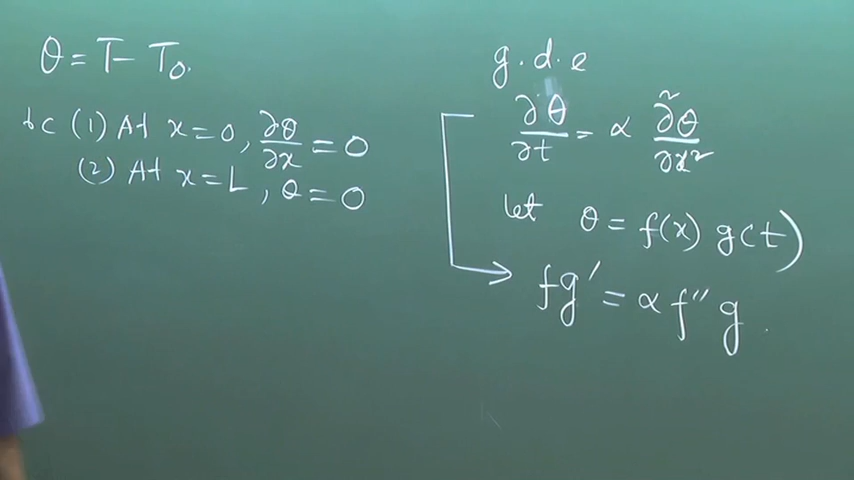 θ = T - T₀.
bc (1) At x=0, ∂θ/∂x = 0
(2) At x=L, θ=0
g.d.e
∂θ/∂t = α ∂²θ/∂x²
let θ = f(x) g(t)
fg' = α f'' g